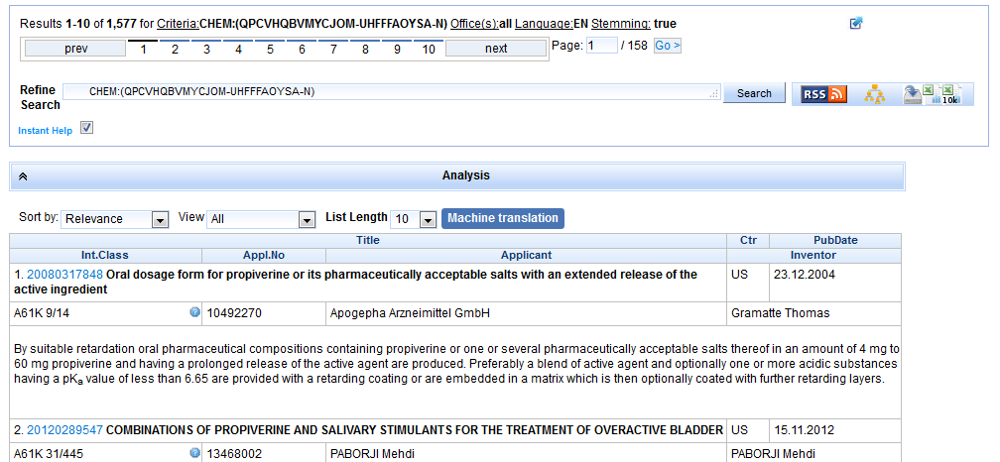 Results 1-10 of 1,577 for Criteria:CHEM:(QPCVHQBVMYCJOM-UHFFFAOYSA-N) Office(s):all Language:EN Stemming: true
prev 1 2 3 4 5 6 7 8 9 10 next Page: 1 / 158 Go >
Refine Search CHEM:(QPCVHQBVMYCJOM-UHFFFAOYSA-N) Search RSS 10k
Instant Help
Analysis
Sort by: Relevance View All List Length 10 Machine translation
Title Ctr PubDate
Int.Class Appl.No Applicant Inventor
1. 20080317848 Oral dosage form for propiverine or its pharmaceutically acceptable salts with an extended release of the US 23.12.2004
active ingredient
A61K 9/14 10492270 Apogepha Arzneimittel GmbH Gramatte Thomas
By suitable retardation oral pharmaceutical compositions containing propiverine or one or several pharmaceutically acceptable salts thereof in an amount of 4 mg to
60 mg propiverine and having a prolonged release of the active agent are produced. Preferably a blend of active agent and optionally one or more acidic substances
having a pKa value of less than 6.65 are provided with a retarding coating or are embedded in a matrix which is then optionally coated with further retarding layers.
2. 20120289547 COMBINATIONS OF PROPIVERINE AND SALIVARY STIMULANTS FOR THE TREATMENT OF OVERACTIVE BLADDER US 15.11.2012
A61K 31/445 13468002 PABORJI Mehdi PABORJI Mehdi